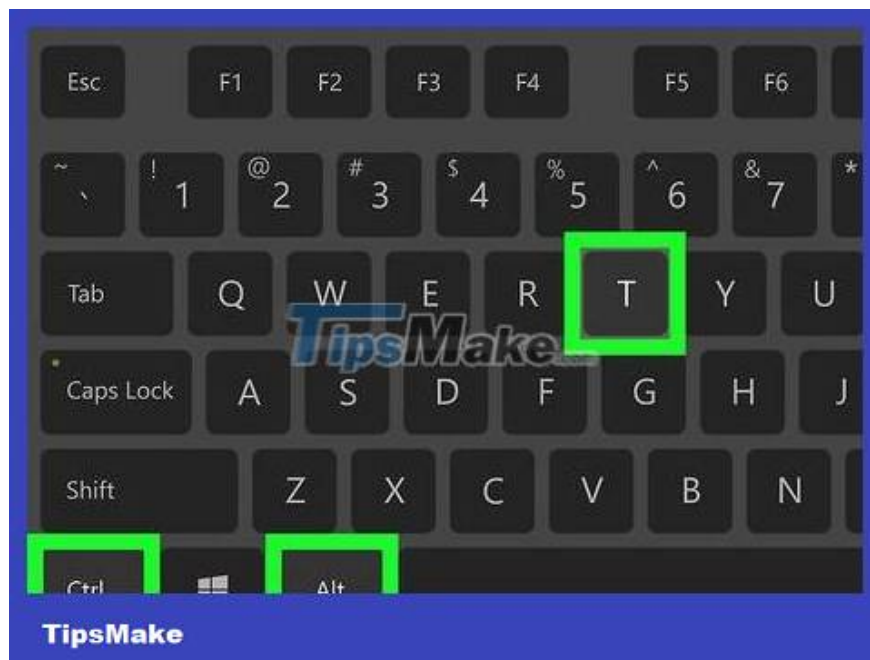 Esc F1 F2 F3 F4 F5 F6
~ ` ! 1 @ 2 # 3 $ 4 % 5 ^ 6 & 7 *
Tab Q W E R T Y U
TipsMake
Caps Lock A S D F G H J
Shift Z X C V B N
Ctrl Alt
TipsMake